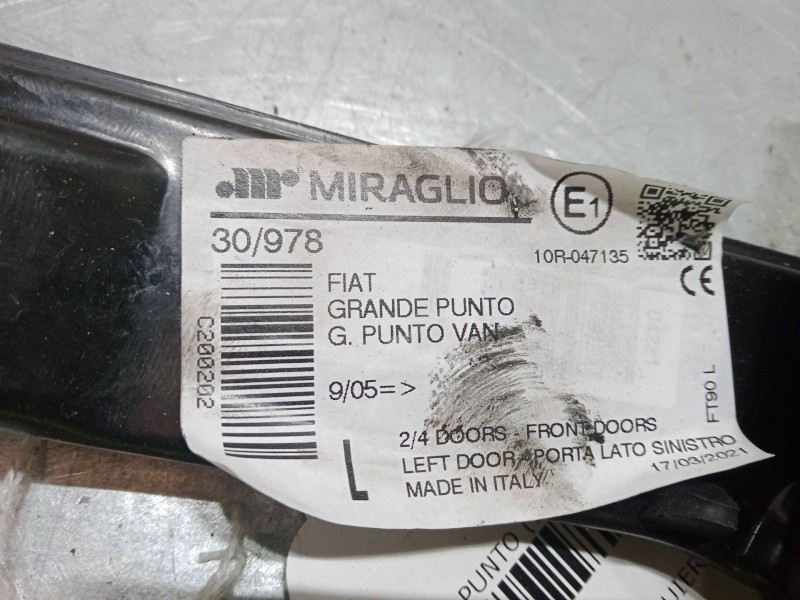 MIRAGLIO
E1
10R-047135
CE
30/978
C200202
FIAT
GRANDE PUNTO
G. PUNTO VAN
9/05=>
FT90 L
L
2/4 DOORS - FRONT DOORS
LEFT DOOR - PORTA LATO SINISTRO
MADE IN ITALY
17/03/2021
PUNTO